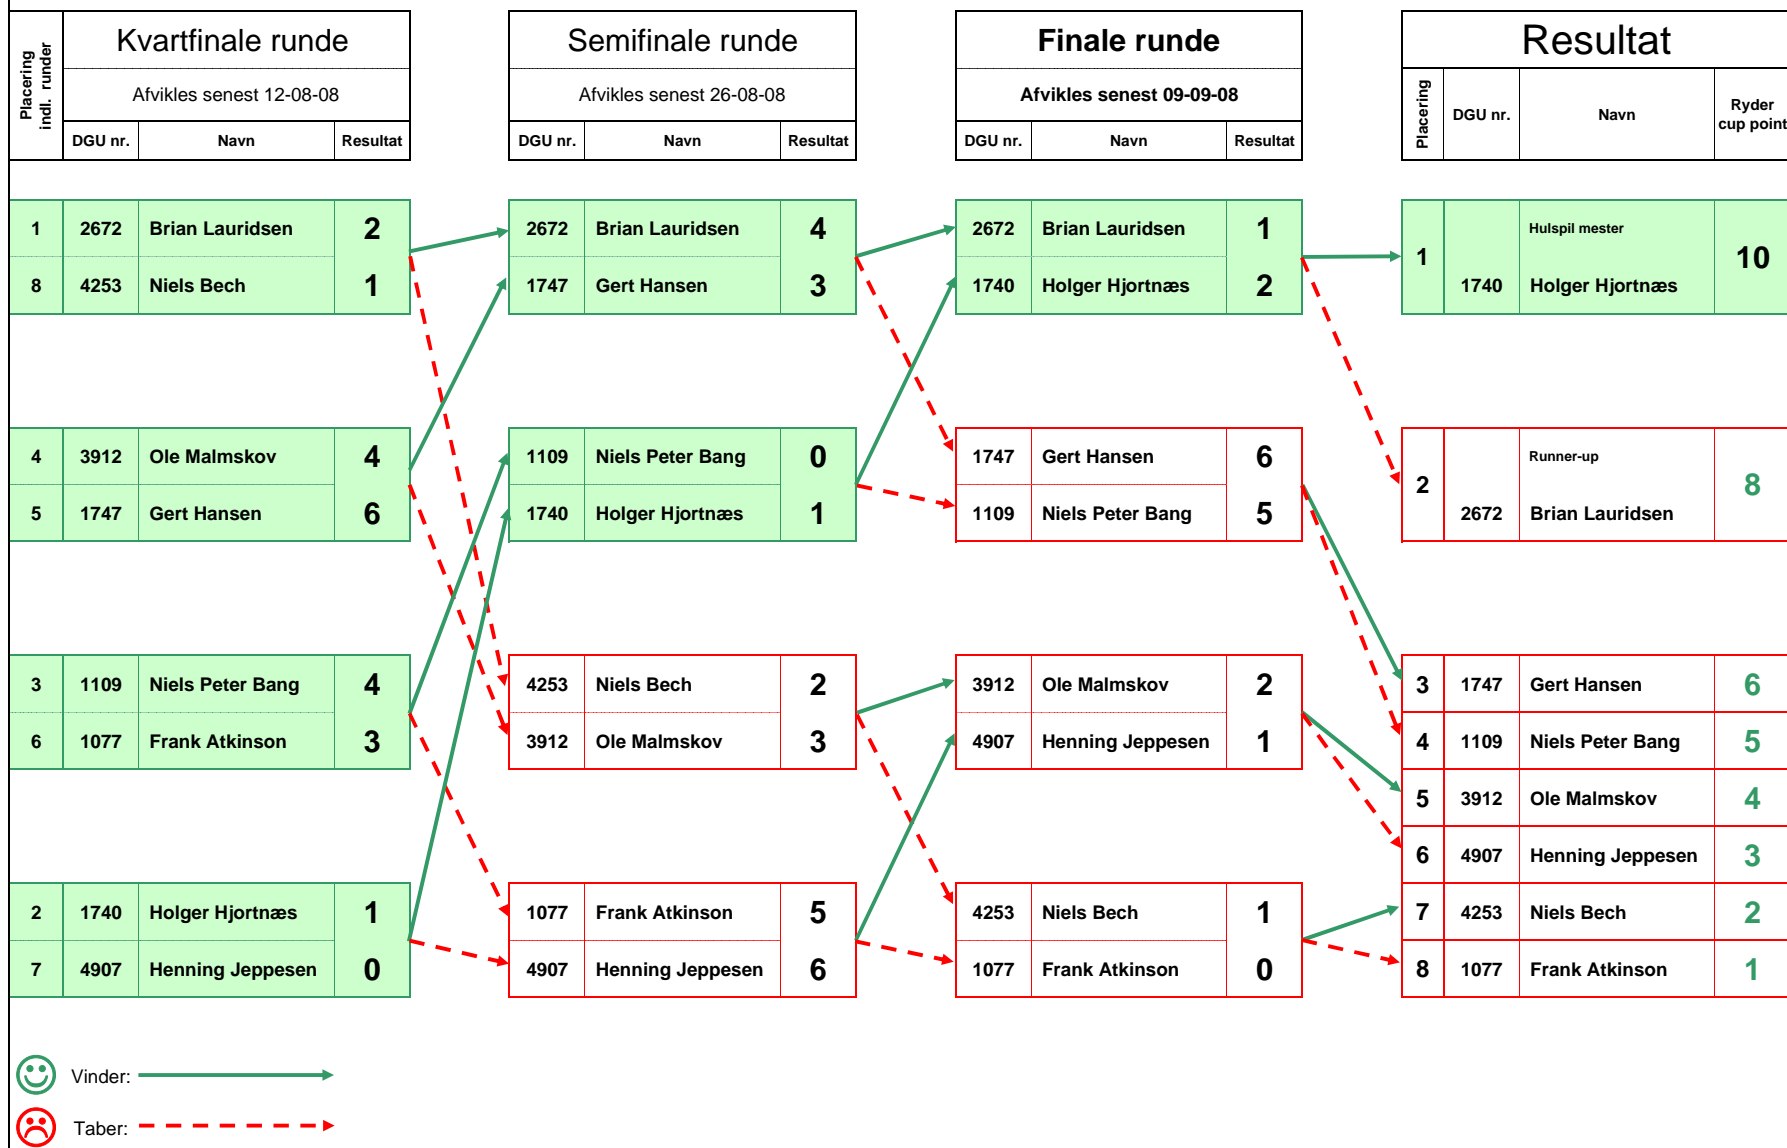 Placering indl. runder
Kvartfinale runde
Semifinale runde
Finale runde
Resultat
Afvikles senest 12-08-08
Afvikles senest 26-08-08
Afvikles senest 09-09-08
Placering
DGU nr.
Navn
Ryder cup point
DGU nr. Navn Resultat
DGU nr. Navn Resultat
DGU nr. Navn Resultat
1 2672 Brian Lauridsen 2
8 4253 Niels Bech 1
4 3912 Ole Malmskov 4
5 1747 Gert Hansen 6
3 1109 Niels Peter Bang 4
6 1077 Frank Atkinson 3
2 1740 Holger Hjortnæs 1
7 4907 Henning Jeppesen 0
2672 Brian Lauridsen 4
1747 Gert Hansen 3
1109 Niels Peter Bang 0
1740 Holger Hjortnæs 1
4253 Niels Bech 2
3912 Ole Malmskov 3
1077 Frank Atkinson 5
4907 Henning Jeppesen 6
2672 Brian Lauridsen 1
1740 Holger Hjortnæs 2
1747 Gert Hansen 6
1109 Niels Peter Bang 5
3912 Ole Malmskov 2
4907 Henning Jeppesen 1
4253 Niels Bech 1
1077 Frank Atkinson 0
Hulspil mester
1 1740 Holger Hjortnæs 10
Runner-up
2 2672 Brian Lauridsen 8
3 1747 Gert Hansen 6
4 1109 Niels Peter Bang 5
5 3912 Ole Malmskov 4
6 4907 Henning Jeppesen 3
7 4253 Niels Bech 2
8 1077 Frank Atkinson 1
Vinder:
Taber: